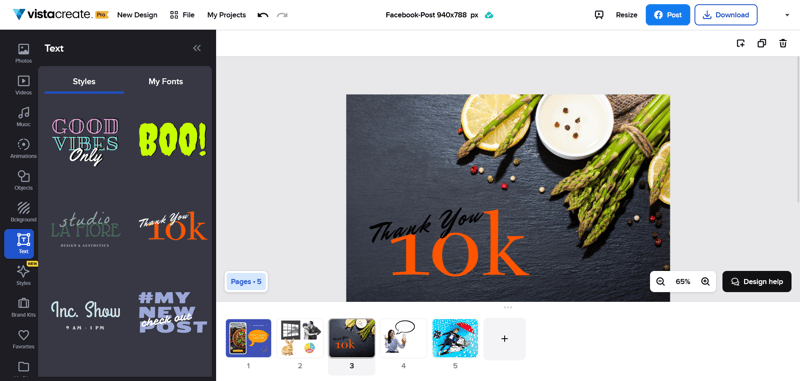 vistacreate. Pro New Design File My Projects Facebook-Post 940x788 px Resize Post Download
Photos
Videos
Music
Animations
Objects
Bckground
Text
NEW
Styles
Brand Kits
Favorites
Text
Styles My Fonts
GOOD
VIBES
Only
BOO!
studio
LA FIORE
DESIGN & AESTHETICS
Thank You
10k
Inc. Show
9 AM - 1 PM
#MY
NEW
check out
POST
Thank You
10k
Pages • 5
65%
Design help
10k
+
1 2 3 4 5